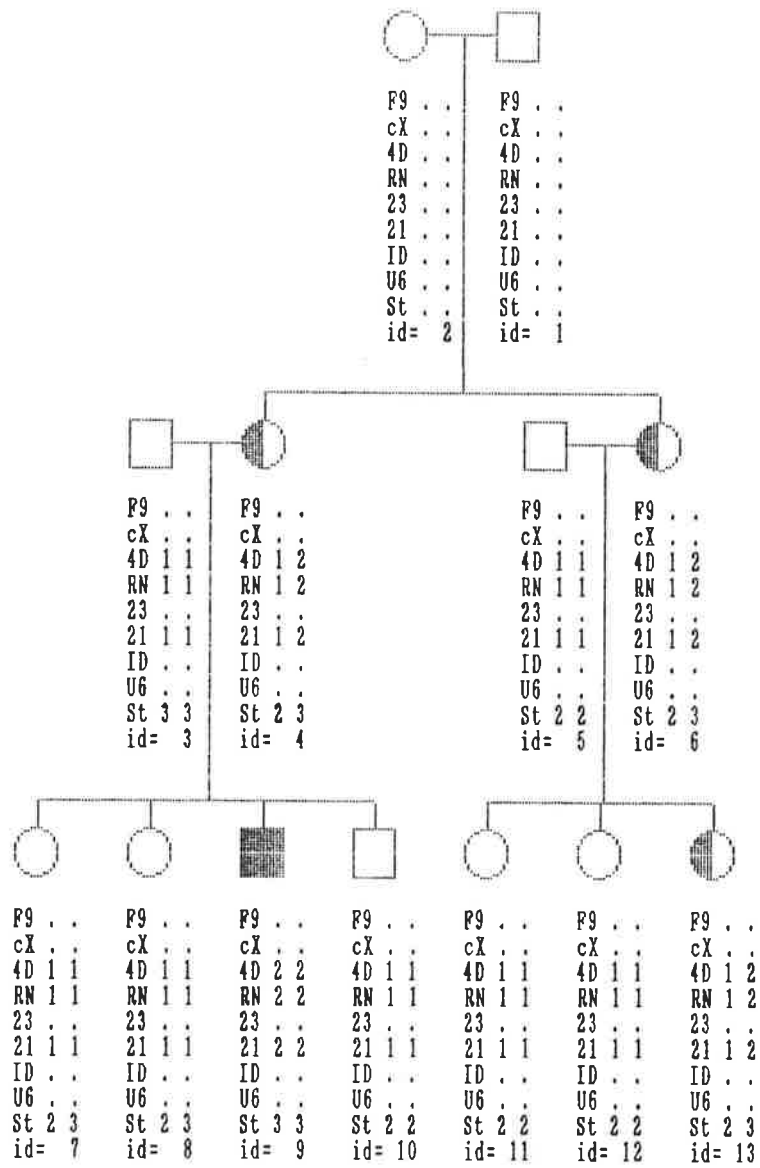 F9 . . F9 . .
cX . . cX . .
4D . . 4D . .
RN . . RN . .
23 . . 23 . .
21 . . 21 . .
ID . . ID . .
U6 . . U6 . .
St . . St . .
id= 2 id= 1
F9 . . F9 . . F9 . . F9 . .
cX . . cX . . cX . . cX . .
4D 1 1 4D 1 2 4D 1 1 4D 1 2
RN 1 1 RN 1 2 RN 1 1 RN 1 2
23 . . 23 . . 23 . . 23 . .
21 1 1 21 1 2 21 1 1 21 1 2
ID . . ID . . ID . . ID . .
U6 . . U6 . . U6 . . U6 . .
St 3 3 St 2 3 St 2 2 St 2 3
id= 3 id= 4 id= 5 id= 6
F9 . . F9 . . F9 . . F9 . . F9 . . F9 . . F9 . .
cX . . cX . . cX . . cX . . cX . . cX . . cX . .
4D 1 1 4D 1 1 4D 2 2 4D 1 1 4D 1 1 4D 1 1 4D 1 2
RN 1 1 RN 1 1 RN 2 2 RN 1 1 RN 1 1 RN 1 1 RN 1 2
23 . . 23 . . 23 . . 23 . . 23 . . 23 . . 23 . .
21 1 1 21 1 1 21 2 2 21 1 1 21 1 1 21 1 1 21 1 2
ID . . ID . . ID . . ID . . ID . . ID . . ID . .
U6 . . U6 . . U6 . . U6 . . U6 . . U6 . . U6 . .
St 2 3 St 2 3 St 3 3 St 2 2 St 2 2 St 2 2 St 2 3
id= 7 id= 8 id= 9 id= 10 id= 11 id= 12 id= 13